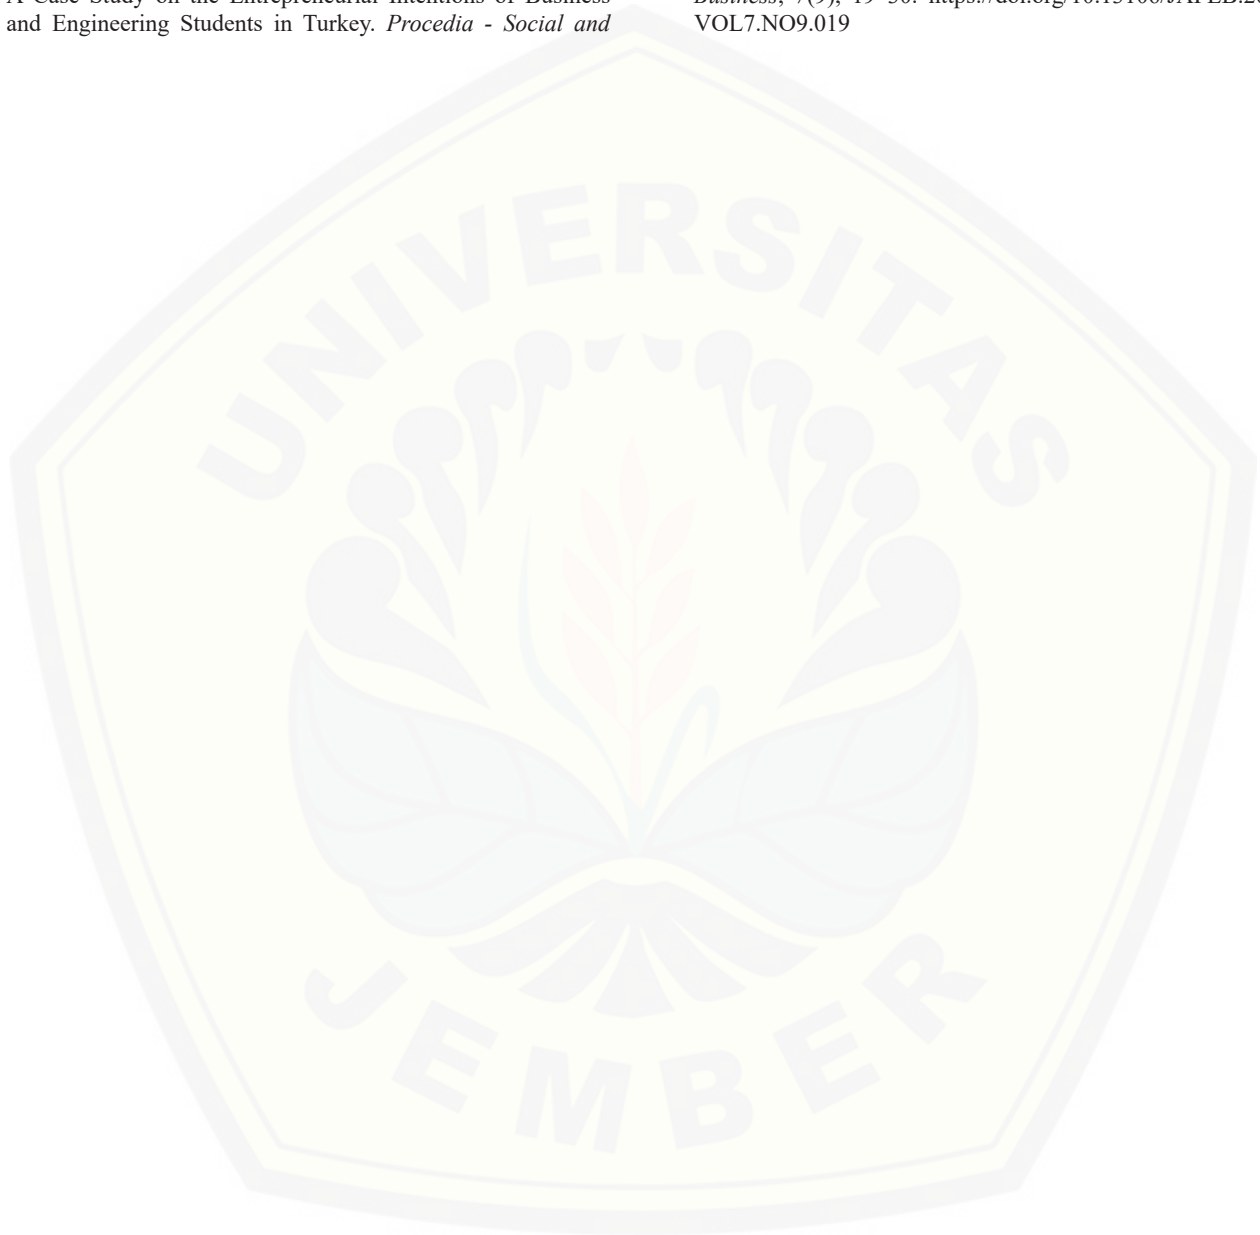 A Case Study on the Entrepreneurial Intentions of Business
and Engineering Students in Turkey. Procedia - Social and
VOL7.NO9.019
UNIVERSITAS
JEMBER